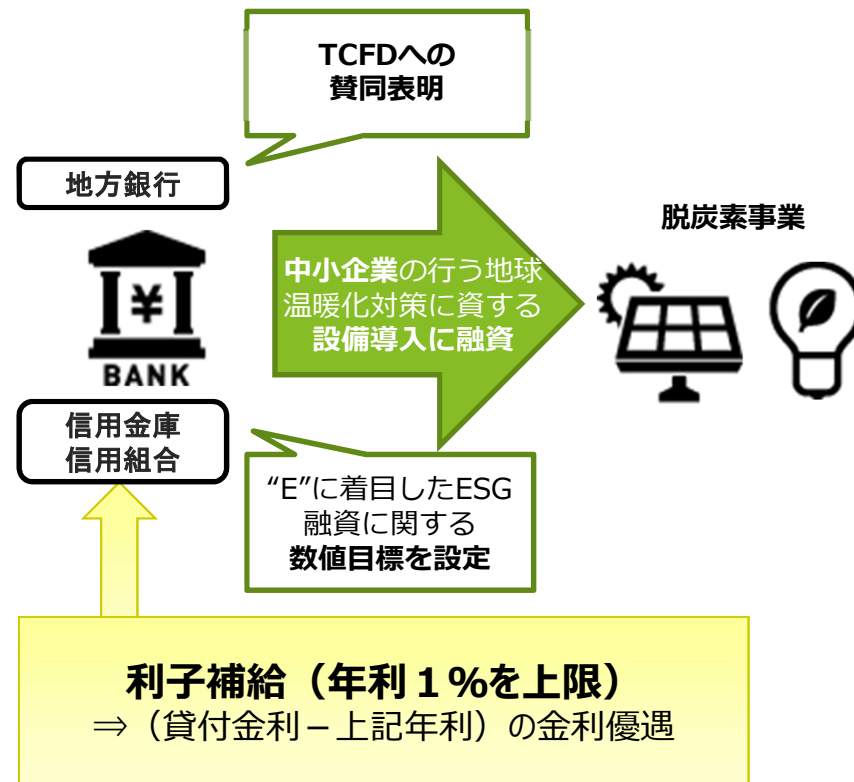 TCFDへの
賛同表明
地方銀行
¥
BANK
中小企業の行う地球
温暖化対策に資する
設備導入に融資
脱炭素事業
信用金庫
信用組合
“E”に着目したESG
融資に関する
数値目標を設定
利子補給（年利１％を上限）
⇒（貸付金利－上記年利）の金利優遇